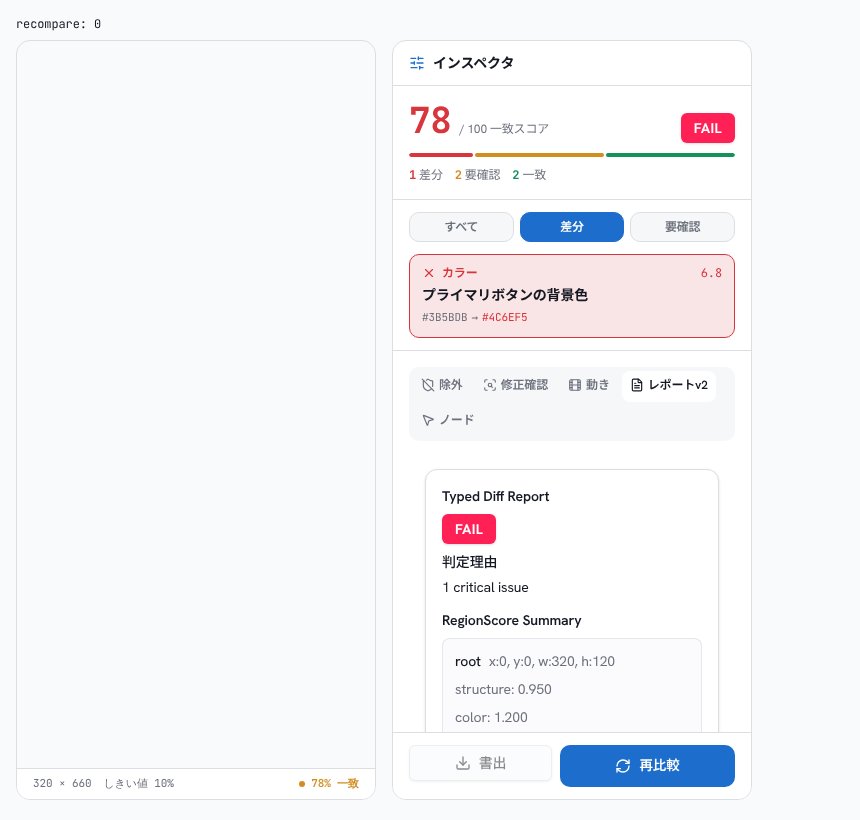 recompare: 0
インスペクタ
78 / 100 一致スコア FAIL
1 差分 2 要確認 2 一致
すべて 差分 要確認
カラー 6.8
プライマリボタンの背景色
#3B5BDB → #4C6EF5
除外 修正確認 動き レポートv2
ノード
Typed Diff Report
FAIL
判定理由
1 critical issue
RegionScore Summary
root x:0, y:0, w:320, h:120
structure: 0.950
color: 1.200
320 × 660 しきい値 10% 78% 一致
書出 再比較